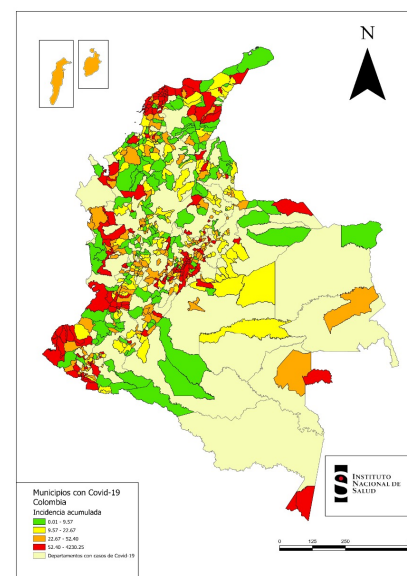 N
INSTITUTO
NACIONAL DE
SALUD
Municipios con Covid-19
Colombia
Incidencia acumulada
0.01 - 9.57
9.57 - 22.67
22.67 - 52.40
52.40 - 4230.25
Departamentos con casos de Covid-19
0 125 250